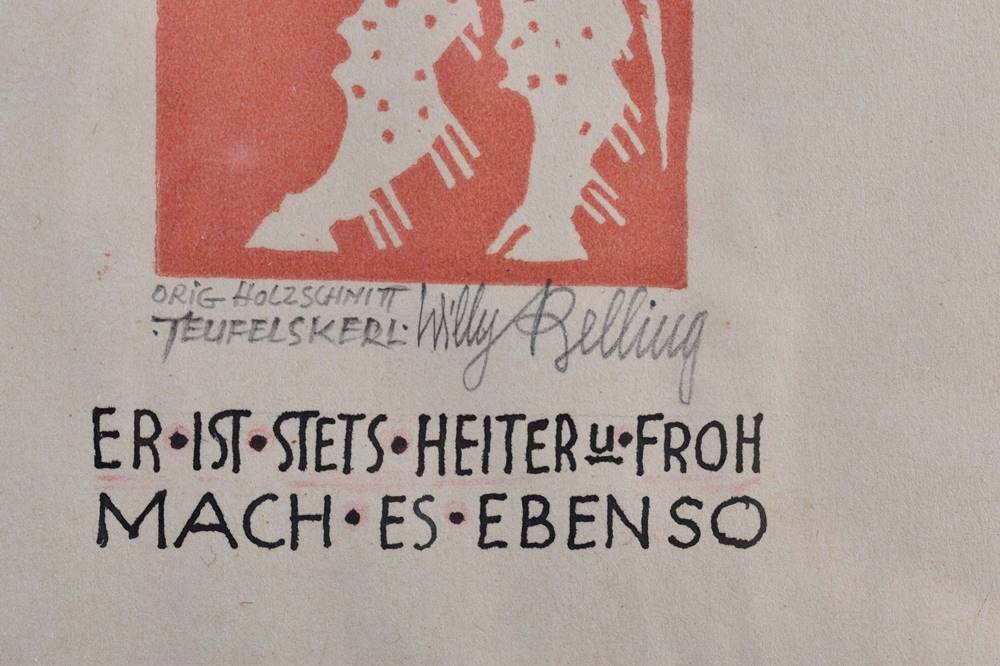 ORIG HOLZSCHNITT
·TEUFELSKERL· Willy Belling
ER·IST·STETS·HEITER u·FROH
MACH·ES·EBENSO